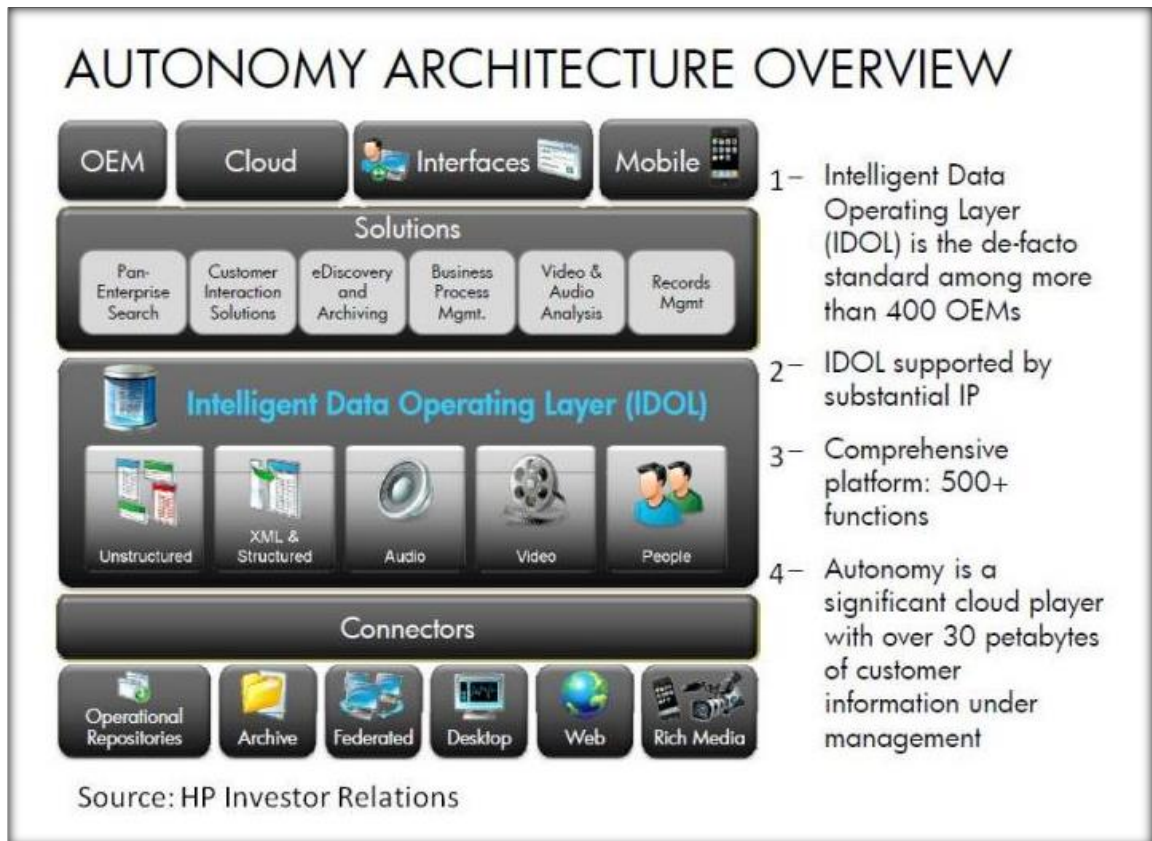 AUTONOMY ARCHITECTURE OVERVIEW
OEM
Cloud
Interfaces
Mobile
Solutions
Pan-
Enterprise
Search
Customer
Interaction
Solutions
eDiscovery
and
Archiving
Business
Process
Mgmt.
Video &
Audio
Analysis
Records
Mgmt
Intelligent Data Operating Layer (IDOL)
Unstructured
XML &
Structured
Audio
Video
People
Connectors
Operational
Repositories
Archive
Federated
Desktop
Web
Rich Media
1– Intelligent Data
Operating Layer
(IDOL) is the de-facto
standard among more
than 400 OEMs
2– IDOL supported by
substantial IP
3– Comprehensive
platform: 500+
functions
4– Autonomy is a
significant cloud player
with over 30 petabytes
of customer
information under
management
Source: HP Investor Relations